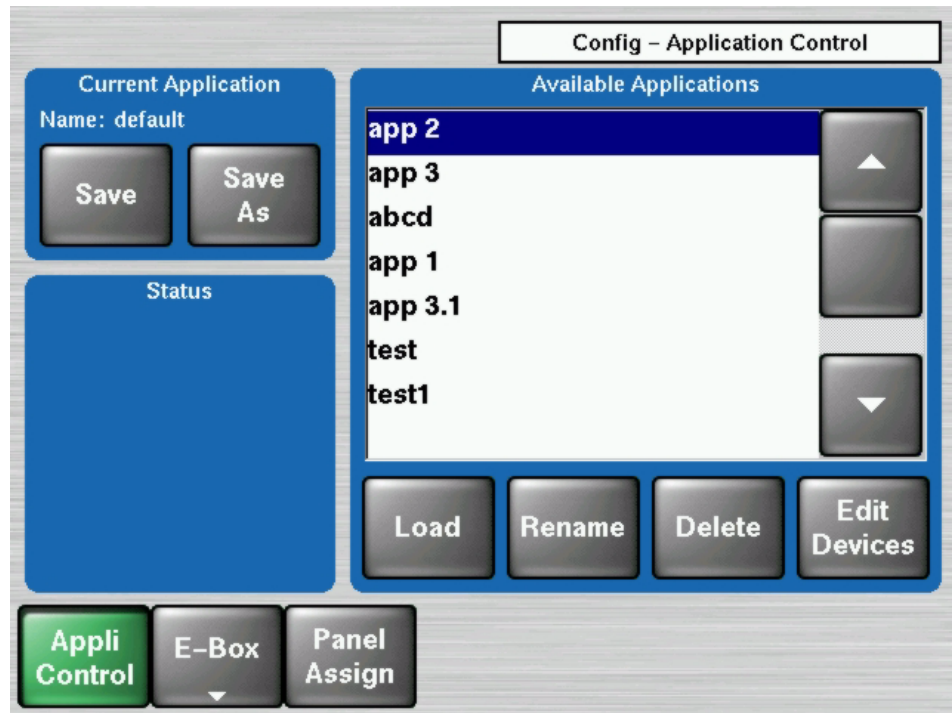 Config – Application Control
Current Application
Name: default
Save
Save
As
Status
Available Applications
app 2
app 3
abcd
app 1
app 3.1
test
test1
Load
Rename
Delete
Edit
Devices
Appli
Control
E–Box
Panel
Assign